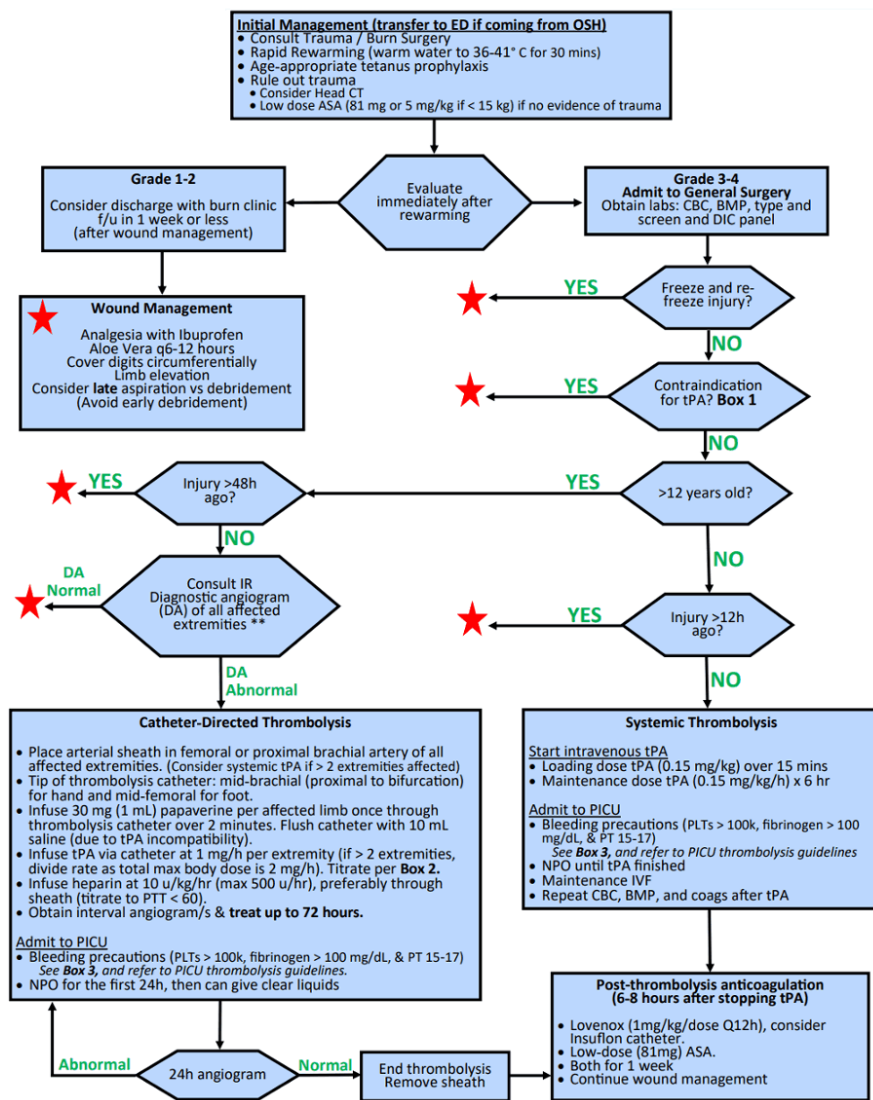 Initial Management (transfer to ED if coming from OSH)
• Consult Trauma / Burn Surgery
• Rapid Rewarming (warm water to 36-41° C for 30 mins)
• Age-appropriate tetanus prophylaxis
• Rule out trauma
• Consider Head CT
• Low dose ASA (81 mg or 5 mg/kg if < 15 kg) if no evidence of trauma
Grade 1-2
Consider discharge with burn clinic
f/u in 1 week or less
(after wound management)
Evaluate
immediately after
rewarming
Grade 3-4
Admit to General Surgery
Obtain labs: CBC, BMP, type and
screen and DIC panel
Wound Management
Analgesia with Ibuprofen
Aloe Vera q6-12 hours
Cover digits circumferentially
Limb elevation
Consider late aspiration vs debridement
(Avoid early debridement)
YES
Freeze and re-
freeze injury?
NO
YES
Contraindication
for tPA? Box 1
NO
YES
Injury >48h
ago?
YES
>12 years old?
NO
NO
DA
Normal
Consult IR
Diagnostic angiogram
(DA) of all affected
extremities **
YES
Injury >12h
ago?
DA
Abnormal
NO
Catheter-Directed Thrombolysis
• Place arterial sheath in femoral or proximal brachial artery of all
affected extremities. (Consider systemic tPA if > 2 extremities affected)
• Tip of thrombolysis catheter: mid-brachial (proximal to bifurcation)
for hand and mid-femoral for foot.
• Infuse 30 mg (1 mL) papaverine per affected limb once through
thrombolysis catheter over 2 minutes. Flush catheter with 10 mL
saline (due to tPA incompatibility).
• Infuse tPA via catheter at 1 mg/h per extremity (if > 2 extremities,
divide rate as total max body dose is 2 mg/h). Titrate per Box 2.
• Infuse heparin at 10 u/kg/hr (max 500 u/hr), preferably through
sheath (titrate to PTT < 60).
• Obtain interval angiogram/s & treat up to 72 hours.
Admit to PICU
• Bleeding precautions (PLTs > 100k, fibrinogen > 100 mg/dL, & PT 15-17)
See Box 3, and refer to PICU thrombolysis guidelines.
• NPO for the first 24h, then can give clear liquids
Systemic Thrombolysis
Start intravenous tPA
• Loading dose tPA (0.15 mg/kg) over 15 mins
• Maintenance dose tPA (0.15 mg/kg/h) x 6 hr
Admit to PICU
• Bleeding precautions (PLTs > 100k, fibrinogen > 100
mg/dL, & PT 15-17)
See Box 3, and refer to PICU thrombolysis guidelines
• NPO until tPA finished
• Maintenance IVF
• Repeat CBC, BMP, and coags after tPA
Post-thrombolysis anticoagulation
(6-8 hours after stopping tPA)
• Lovenox (1mg/kg/dose Q12h), consider
Insuflon catheter.
• Low-dose (81mg) ASA.
• Both for 1 week
• Continue wound management
Abnormal
24h angiogram
Normal
End thrombolysis
Remove sheath